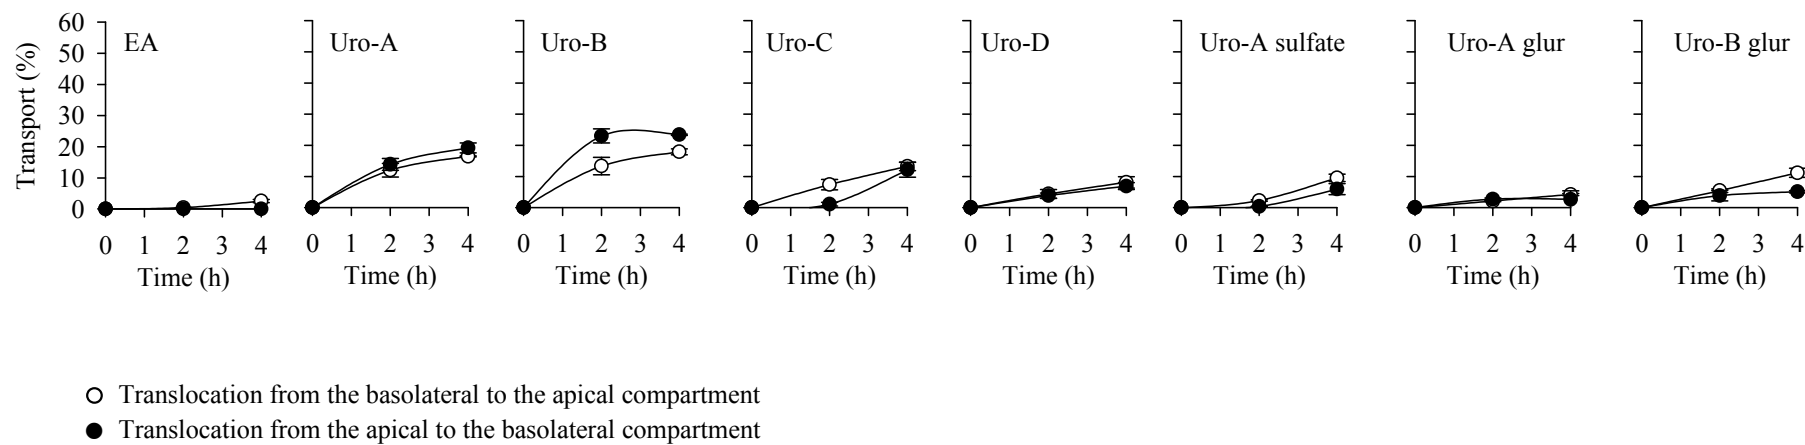 EA Uro-A Uro-B Uro-C Uro-D Uro-A sulfate Uro-A glur Uro-B glur
Transport (%)
60
50
40
30
20
10
0
0 1 2 3 4 0 1 2 3 4 0 1 2 3 4 0 1 2 3 4 0 1 2 3 4 0 1 2 3 4 0 1 2 3 4 0 1 2 3 4
Time (h) Time (h) Time (h) Time (h) Time (h) Time (h) Time (h) Time (h)
Translocation from the basolateral to the apical compartment
Translocation from the apical to the basolateral compartment